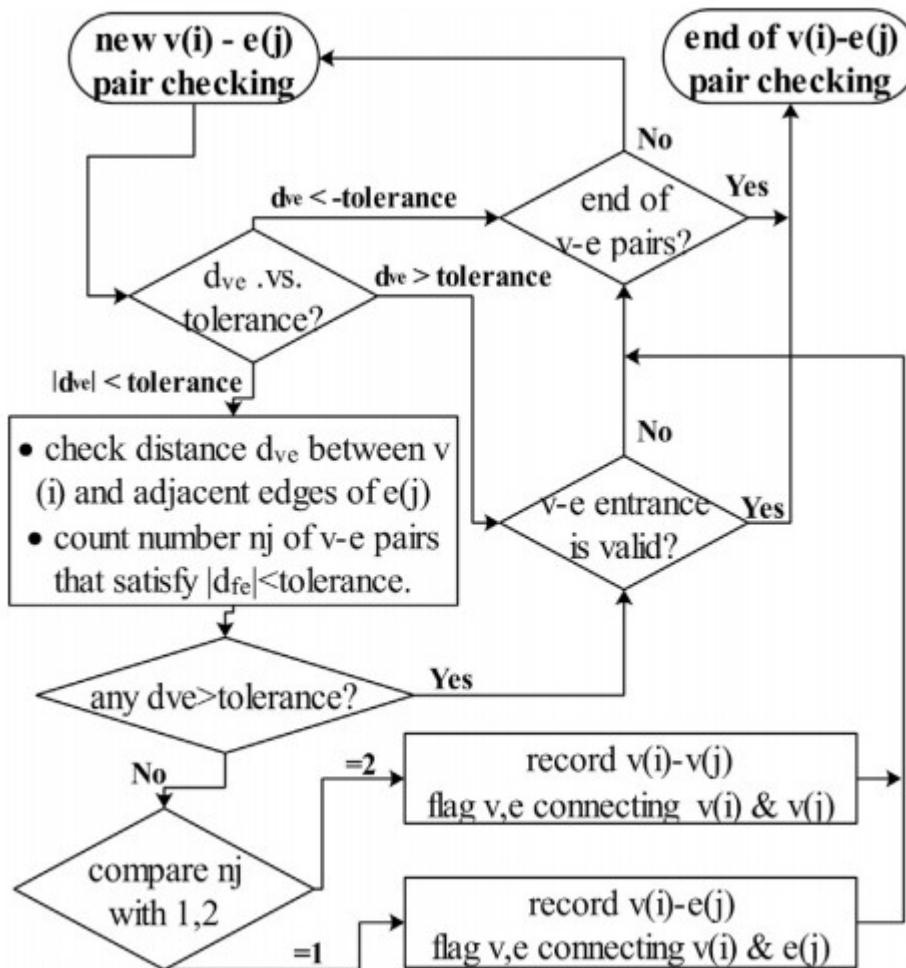 new v(i) - e(j)
pair checking
end of v(i)-e(j)
pair checking
No
Yes
end of
v-e pairs?
dve < -tolerance
dve .vs.
tolerance?
dve > tolerance
|dve| < tolerance
● check distance dve between v
(i) and adjacent edges of e(j)
● count number nj of v-e pairs
that satisfy |dfe|<tolerance.
No
v-e entrance
is valid?
Yes
any dve>tolerance?
Yes
No
=2
record v(i)-v(j)
flag v,e connecting v(i) & v(j)
compare nj
with 1,2
=1
record v(i)-e(j)
flag v,e connecting v(i) & e(j)